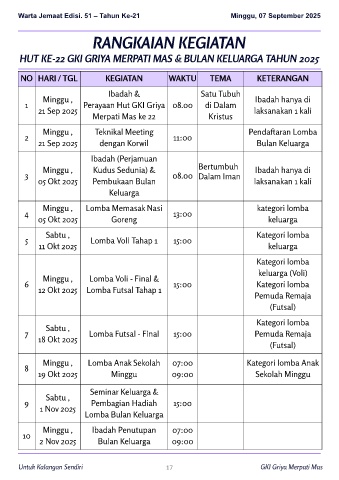 Warta Jemaat Edisi. 51 – Tahun Ke-21 Minggu, 07 September 2025
RANGKAIAN KEGIATAN
HUT KE-22 GKI GRIYA MERPATI MAS & BULAN KELUARGA TAHUN 2025
NO HARI / TGL KEGIATAN WAKTU TEMA KETERANGAN
1 Minggu , 21 Sep 2025 Ibadah & Perayaan Hut GKI Griya Merpati Mas ke 22 08.00 Satu Tubuh di Dalam Kristus Ibadah hanya di laksanakan 1 kali
2 Minggu , 21 Sep 2025 Teknikal Meeting dengan Korwil 11:00 Pendaftaran Lomba Bulan Keluarga
3 Minggu , 05 Okt 2025 Ibadah (Perjamuan Kudus Sedunia) & Pembukaan Bulan Keluarga 08.00 Bertumbuh Dalam Iman Ibadah hanya di laksanakan 1 kali
4 Minggu , 05 Okt 2025 Lomba Memasak Nasi Goreng 13:00 kategori lomba keluarga
5 Sabtu , 11 Okt 2025 Lomba Voli Tahap 1 15:00 Kategori lomba keluarga
6 Minggu , 12 Okt 2025 Lomba Voli - Final & Lomba Futsal Tahap 1 15:00 Kategori lomba keluarga (Voli) Kategori lomba Pemuda Remaja (Futsal)
7 Sabtu , 18 Okt 2025 Lomba Futsal - Final 15:00 Kategori lomba Pemuda Remaja (Futsal)
8 Minggu , 19 Okt 2025 Lomba Anak Sekolah Minggu 07:00 09:00 Kategori lomba Anak Sekolah Minggu
9 Sabtu , 1 Nov 2025 Seminar Keluarga & Pembagian Hadiah Lomba Bulan Keluarga 15:00
10 Minggu , 2 Nov 2025 Ibadah Penutupan Bulan Keluarga 07:00 09:00
Untuk Kalangan Sendiri 17 GKI Griya Merpati Mas